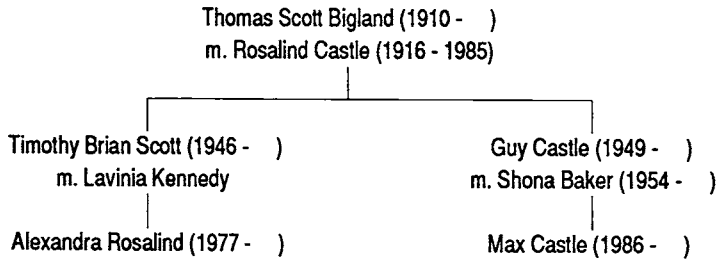 Thomas Scott Bigland (1910 - )
m. Rosalind Castle (1916 - 1985)
Timothy Brian Scott (1946 - )
m. Lavinia Kennedy
Alexandra Rosalind (1977 - )
Guy Castle (1949 - )
m. Shona Baker (1954 - )
Max Castle (1986 - )